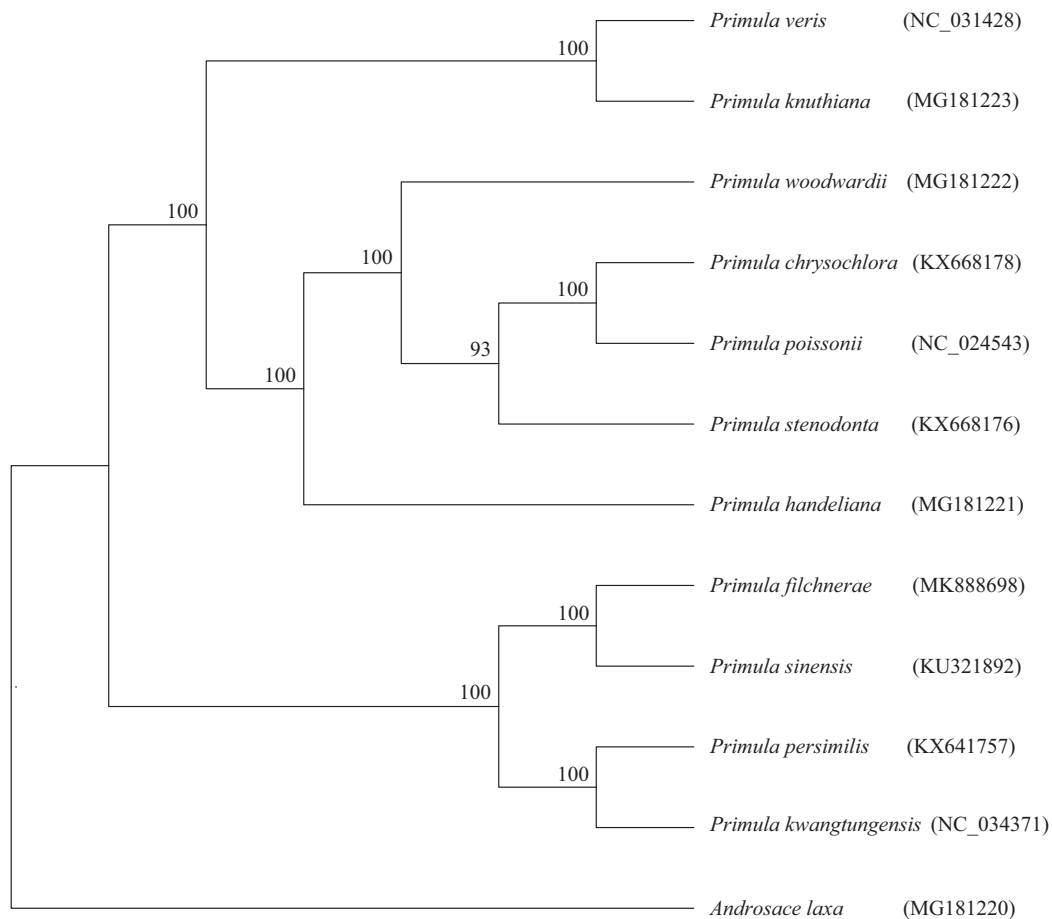 Primula veris (NC_031428)
100
Primula knuthiana (MG181223)
Primula woodwardii (MG181222)
100
100
Primula chrysochlora (KX668178)
100
Primula poissonii (NC_024543)
93
100
Primula stenodonta (KX668176)
Primula handeliana (MG181221)
Primula filchnerae (MK888698)
100
Primula sinensis (KU321892)
100
Primula persimilis (KX641757)
100
Primula kwangtungensis (NC_034371)
Androsace laxa (MG181220)